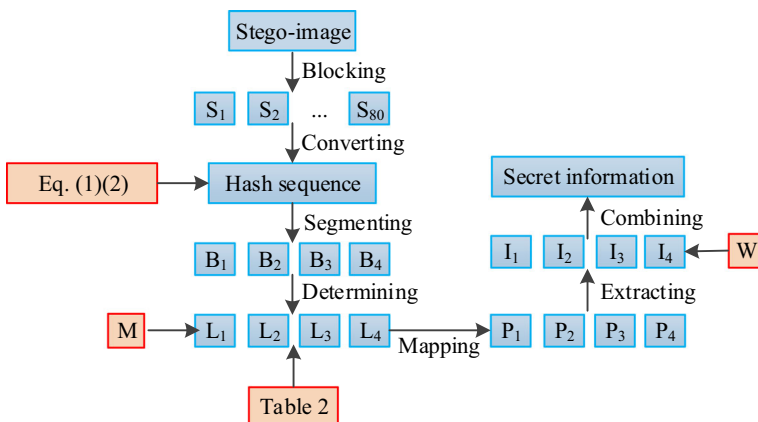 Stego-image
Blocking
S1 S2 ... S80
Converting
Eq. (1)(2)
Hash sequence
Secret information
Segmenting
Combining
B1 B2 B3 B4
I1 I2 I3 I4
W
Determining
Extracting
M
L1 L2 L3 L4
Mapping
P1 P2 P3 P4
Table 2